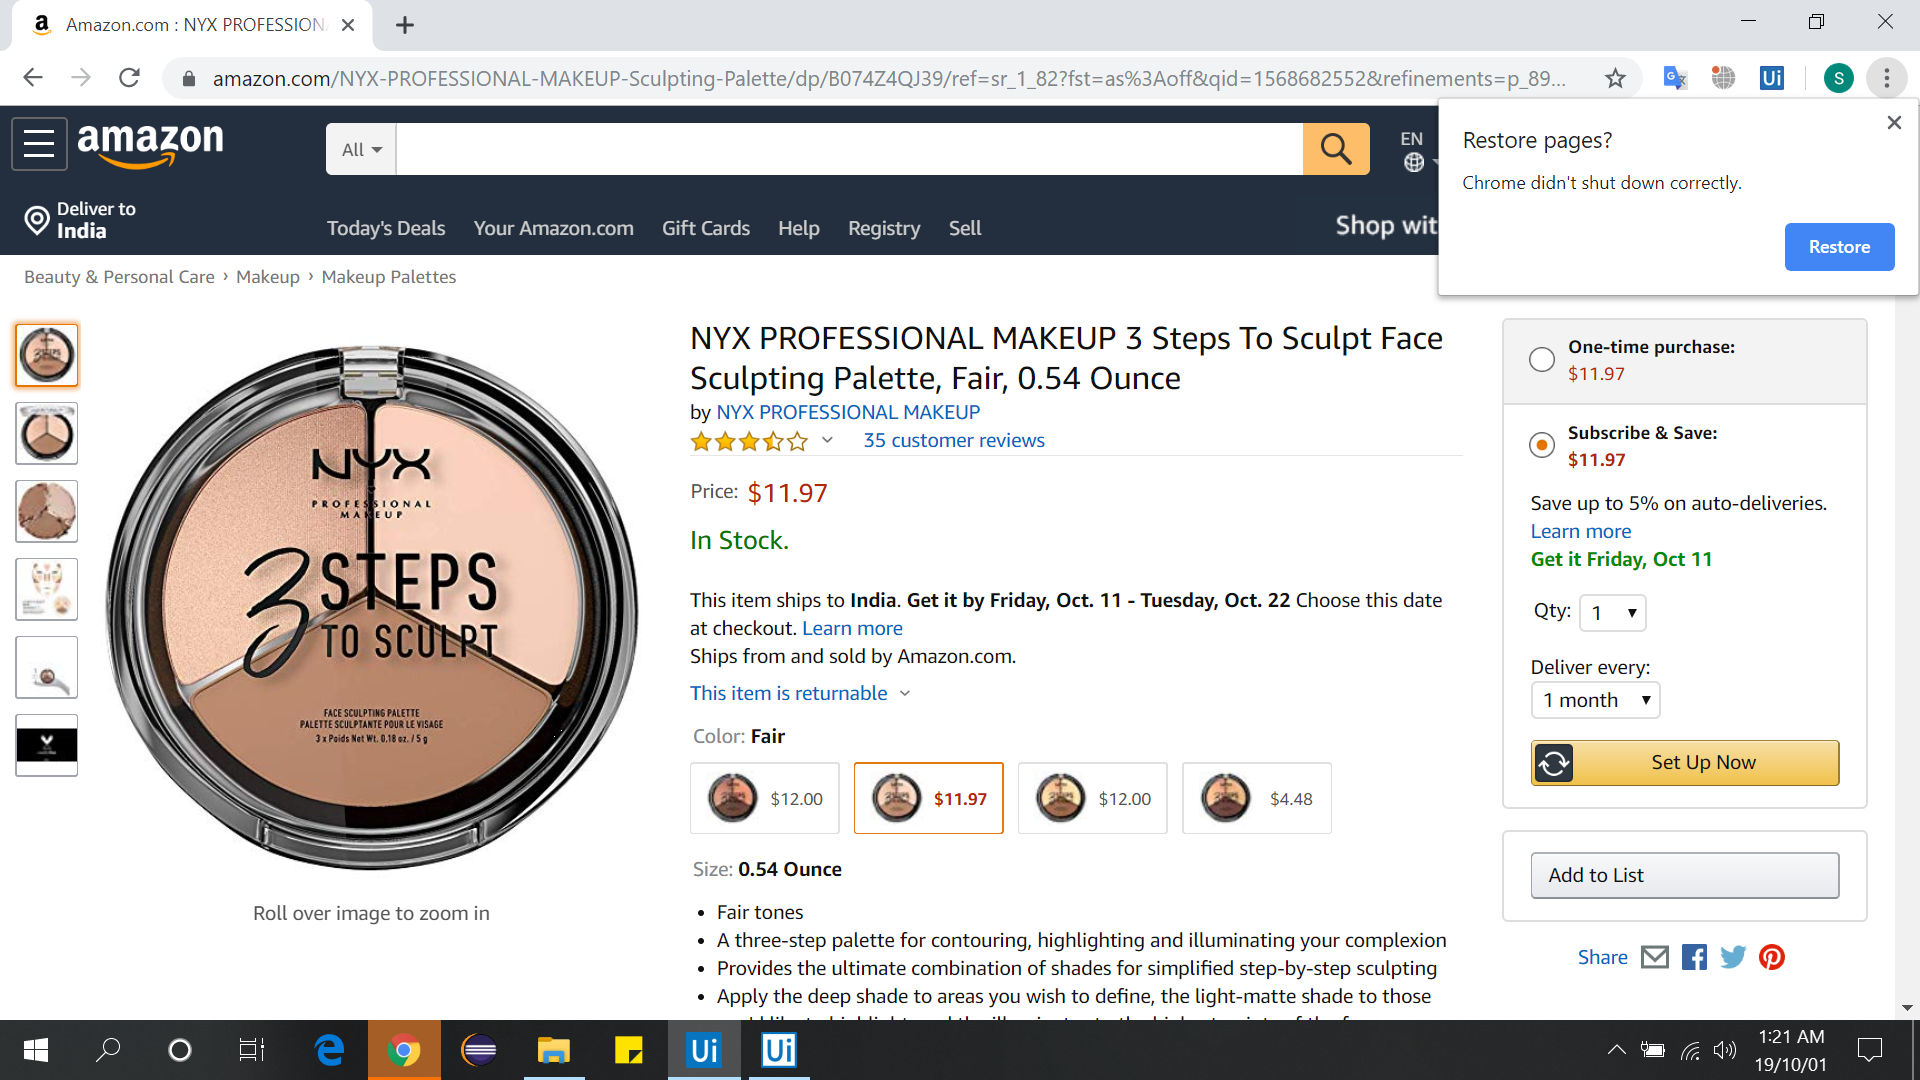 Amazon.com : NYX PROFESSION
amazon.com/NYX-PROFESSIONAL-MAKEUP-Sculpting-Palette/dp/B074Z4QJ39/ref=sr_1_82?fst=as%3Aoff&qid=1568682552&refinements=p_89...
Ui
S
Restore pages?
Chrome didn't shut down correctly.
Restore
amazon
All
EN
Deliver to
India
Today's Deals
Your Amazon.com
Gift Cards
Help
Registry
Sell
Shop wit
Beauty & Personal Care › Makeup › Makeup Palettes
NYX
PROFESSIONAL
MAKEUP
3 STEPS
TO SCULPT
FACE SCULPTING PALETTE
PALETTE SCULPTANTE POUR LE VISAGE
3 x Poids Net Wt. 0.18 oz. / 5 g
Roll over image to zoom in
NYX PROFESSIONAL MAKEUP 3 Steps To Sculpt Face
Sculpting Palette, Fair, 0.54 Ounce
by NYX PROFESSIONAL MAKEUP
35 customer reviews
Price: $11.97
In Stock.
This item ships to India. Get it by Friday, Oct. 11 - Tuesday, Oct. 22 Choose this date
at checkout. Learn more
Ships from and sold by Amazon.com.
This item is returnable
Color: Fair
$12.00
$11.97
$12.00
$4.48
Size: 0.54 Ounce
• Fair tones
• A three-step palette for contouring, highlighting and illuminating your complexion
• Provides the ultimate combination of shades for simplified step-by-step sculpting
• Apply the deep shade to areas you wish to define, the light-matte shade to those
One-time purchase:
$11.97
Subscribe & Save:
$11.97
Save up to 5% on auto-deliveries.
Learn more
Get it Friday, Oct 11
Qty: 1
Deliver every:
1 month
Set Up Now
Add to List
Share
Ui
Ui
1:21 AM
19/10/01